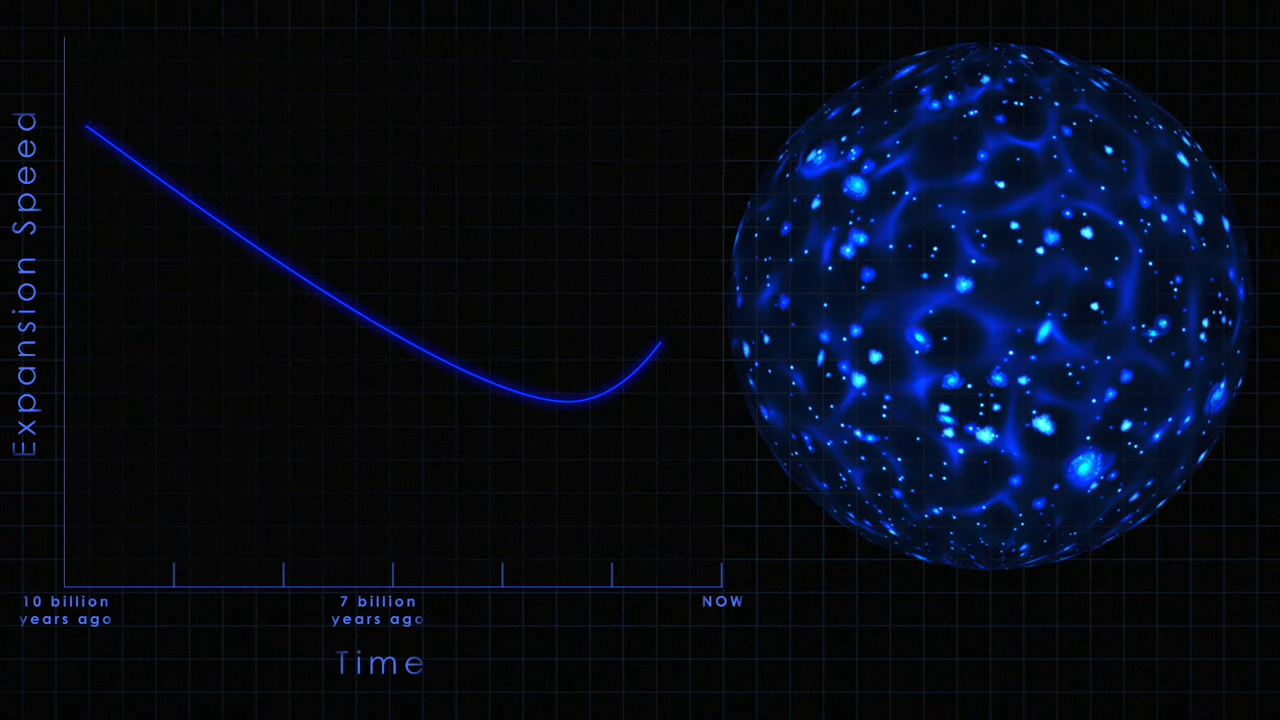 Expansion Speed
10 billion
years ago
7 billion
years ago
NOW
Time